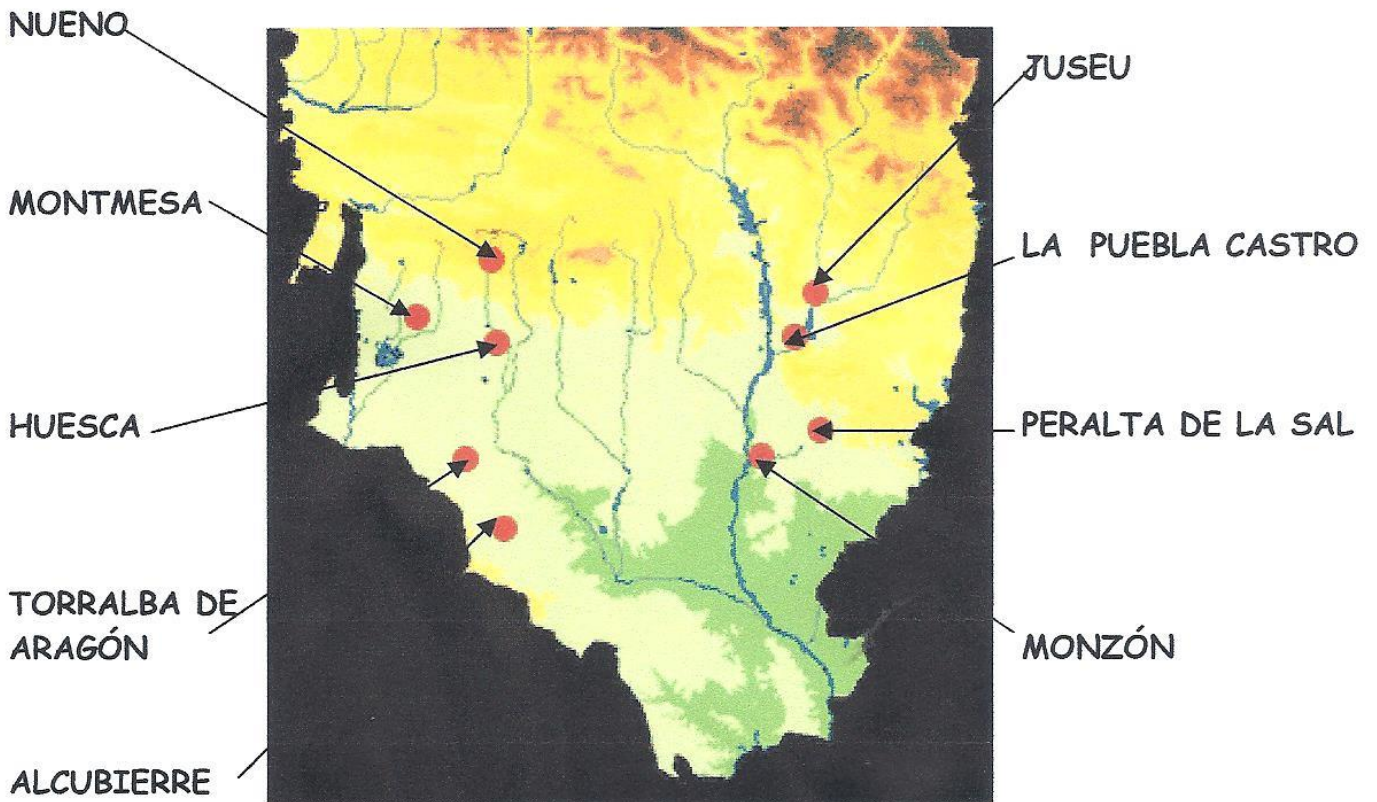 NUENO
MONTMESA
HUESCA
TORRALBA DE
ARAGÓN
ALCUBIERRE
JUSEU
LA PUEBLA CASTRO
PERALTA DE LA SAL
MONZÓN